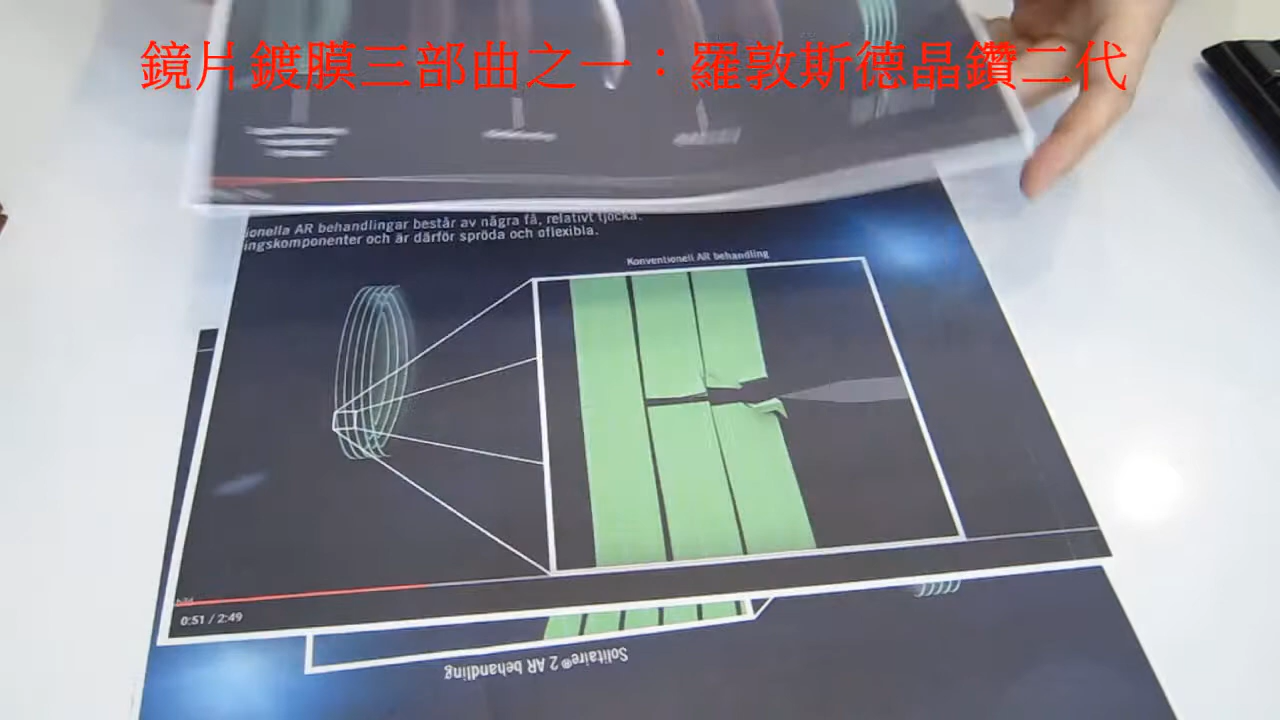 鏡片鍍膜三部曲之一：羅敦斯德晶鑽二代
ionella AR behandlingar består av några få, relativt tjocka.
ingskomponenter och är därför spröda och oflexibla.
Konventionell AR behandling
0:51 / 2:49
Solitaire® 2 AR behandling